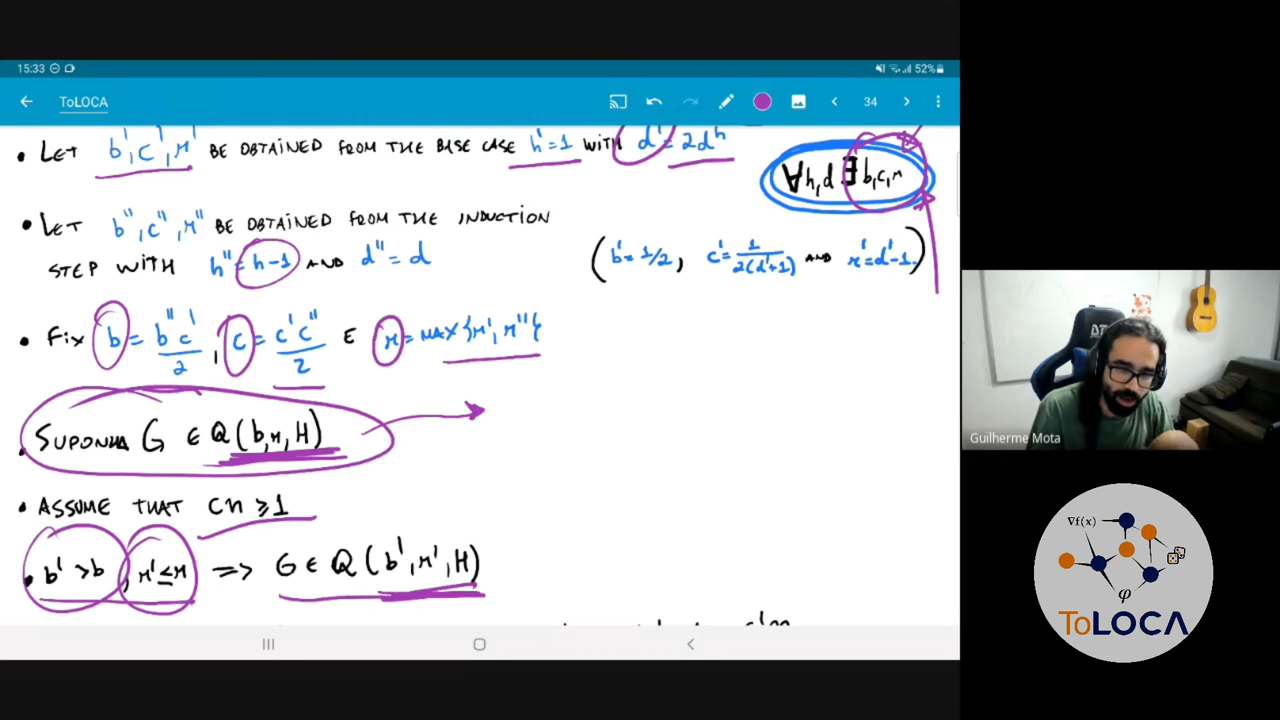 15:33
52%
ToLOCA
34
• LET b', c', r' BE OBTAINED FROM THE BASE CASE h'=1 WITH d'=2dʰ
∀h,d ∃ b,c,r
• LET b'', c'', r'' BE OBTAINED FROM THE INDUCTION
STEP WITH h''=h-1 AND d''=d
(b'=1/2, c'=1/2(d'+1) AND r'=d'-1.)
• FIX b = b''c'/2, c = c'c''/2 E r = MAX{r', r''}
• SUPONHA G ∈ Q(b,r,H)
• ASSUME THAT cn ≥ 1
• b' > b, r' ≤ r => G ∈ Q(b',r',H)
Guilherme Mota
∇f(x)
φ
ToLOCA